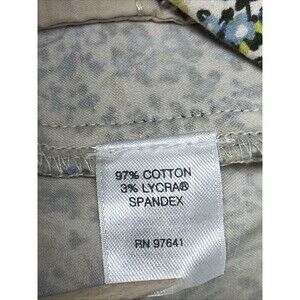 97% COTTON
3% LYCRA®
SPANDEX
RN 97641